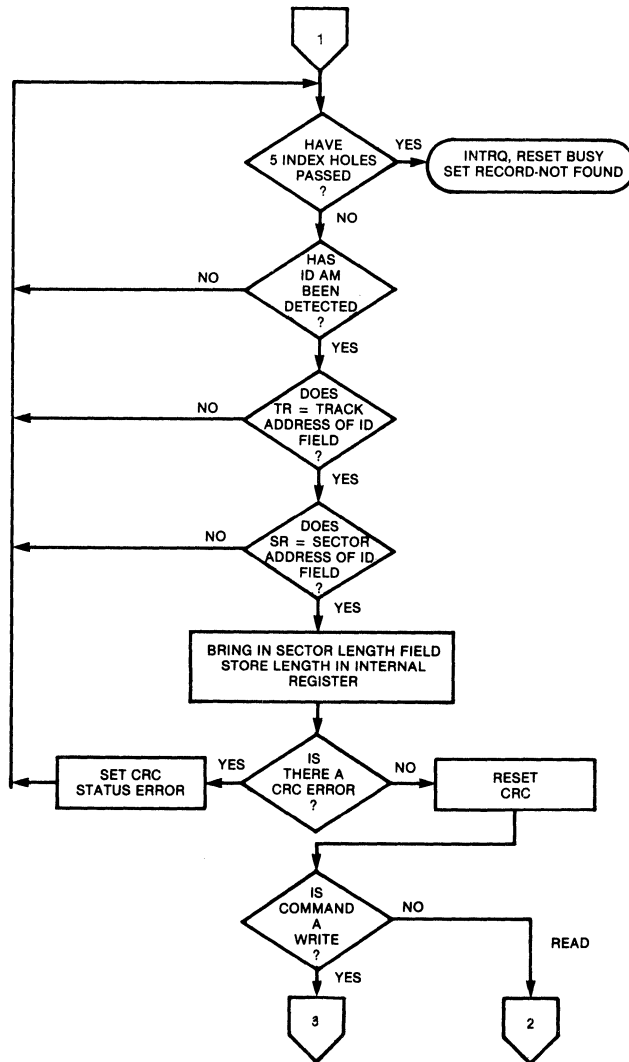 1
HAVE
5 INDEX HOLES
PASSED
?
YES
INTRQ, RESET BUSY
SET RECORD-NOT FOUND
NO
HAS
ID AM
BEEN
DETECTED
?
NO
YES
DOES
TR = TRACK
ADDRESS OF ID
FIELD
?
NO
YES
DOES
SR = SECTOR
ADDRESS OF ID
FIELD
?
NO
YES
BRING IN SECTOR LENGTH FIELD
STORE LENGTH IN INTERNAL
REGISTER
IS
THERE A
CRC ERROR
?
YES
SET CRC
STATUS ERROR
NO
RESET
CRC
IS
COMMAND
A
WRITE
?
NO
READ
YES
3
2